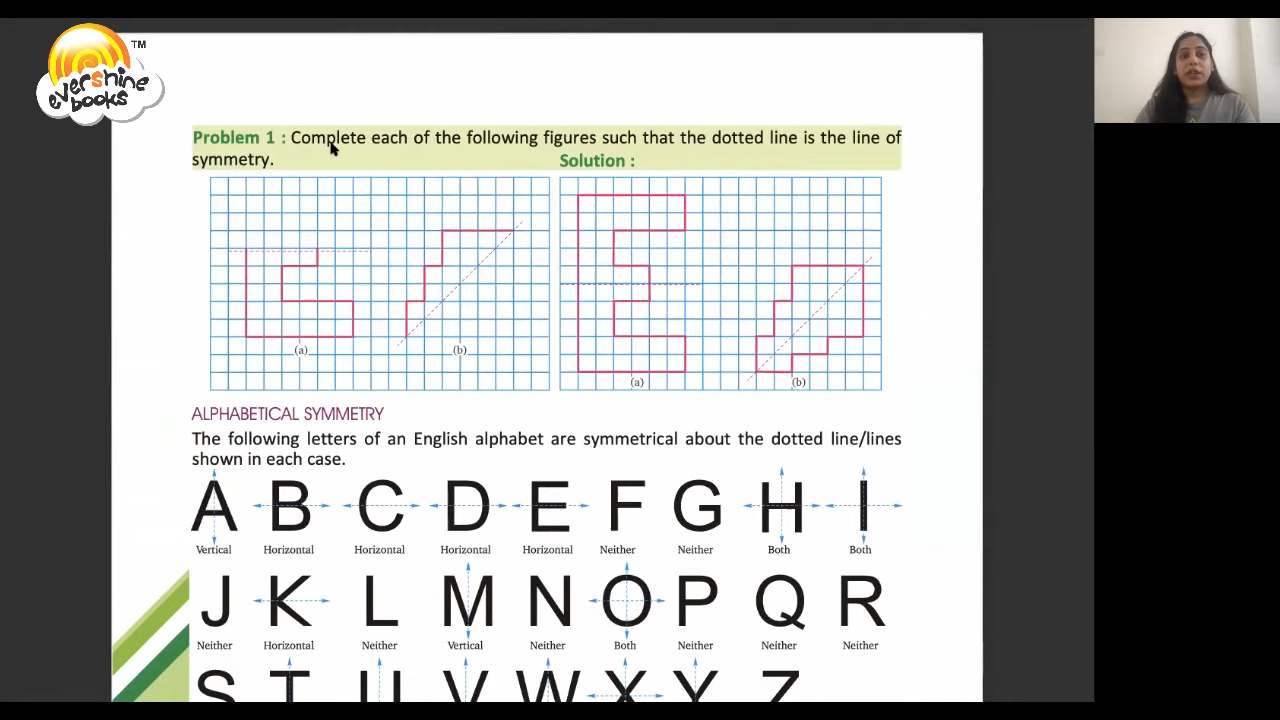 evershine
books
TM
Problem 1 : Complete each of the following figures such that the dotted line is the line of
symmetry.
Solution :
(a)
(b)
(a)
(b)
ALPHABETICAL SYMMETRY
The following letters of an English alphabet are symmetrical about the dotted line/lines
shown in each case.
A B C D E F G H I
Vertical Horizontal Horizontal Horizontal Horizontal Neither Neither Both Both
J K L M N O P Q R
Neither Horizontal Neither Vertical Neither Both Neither Neither Neither
S T U V W X Y Z